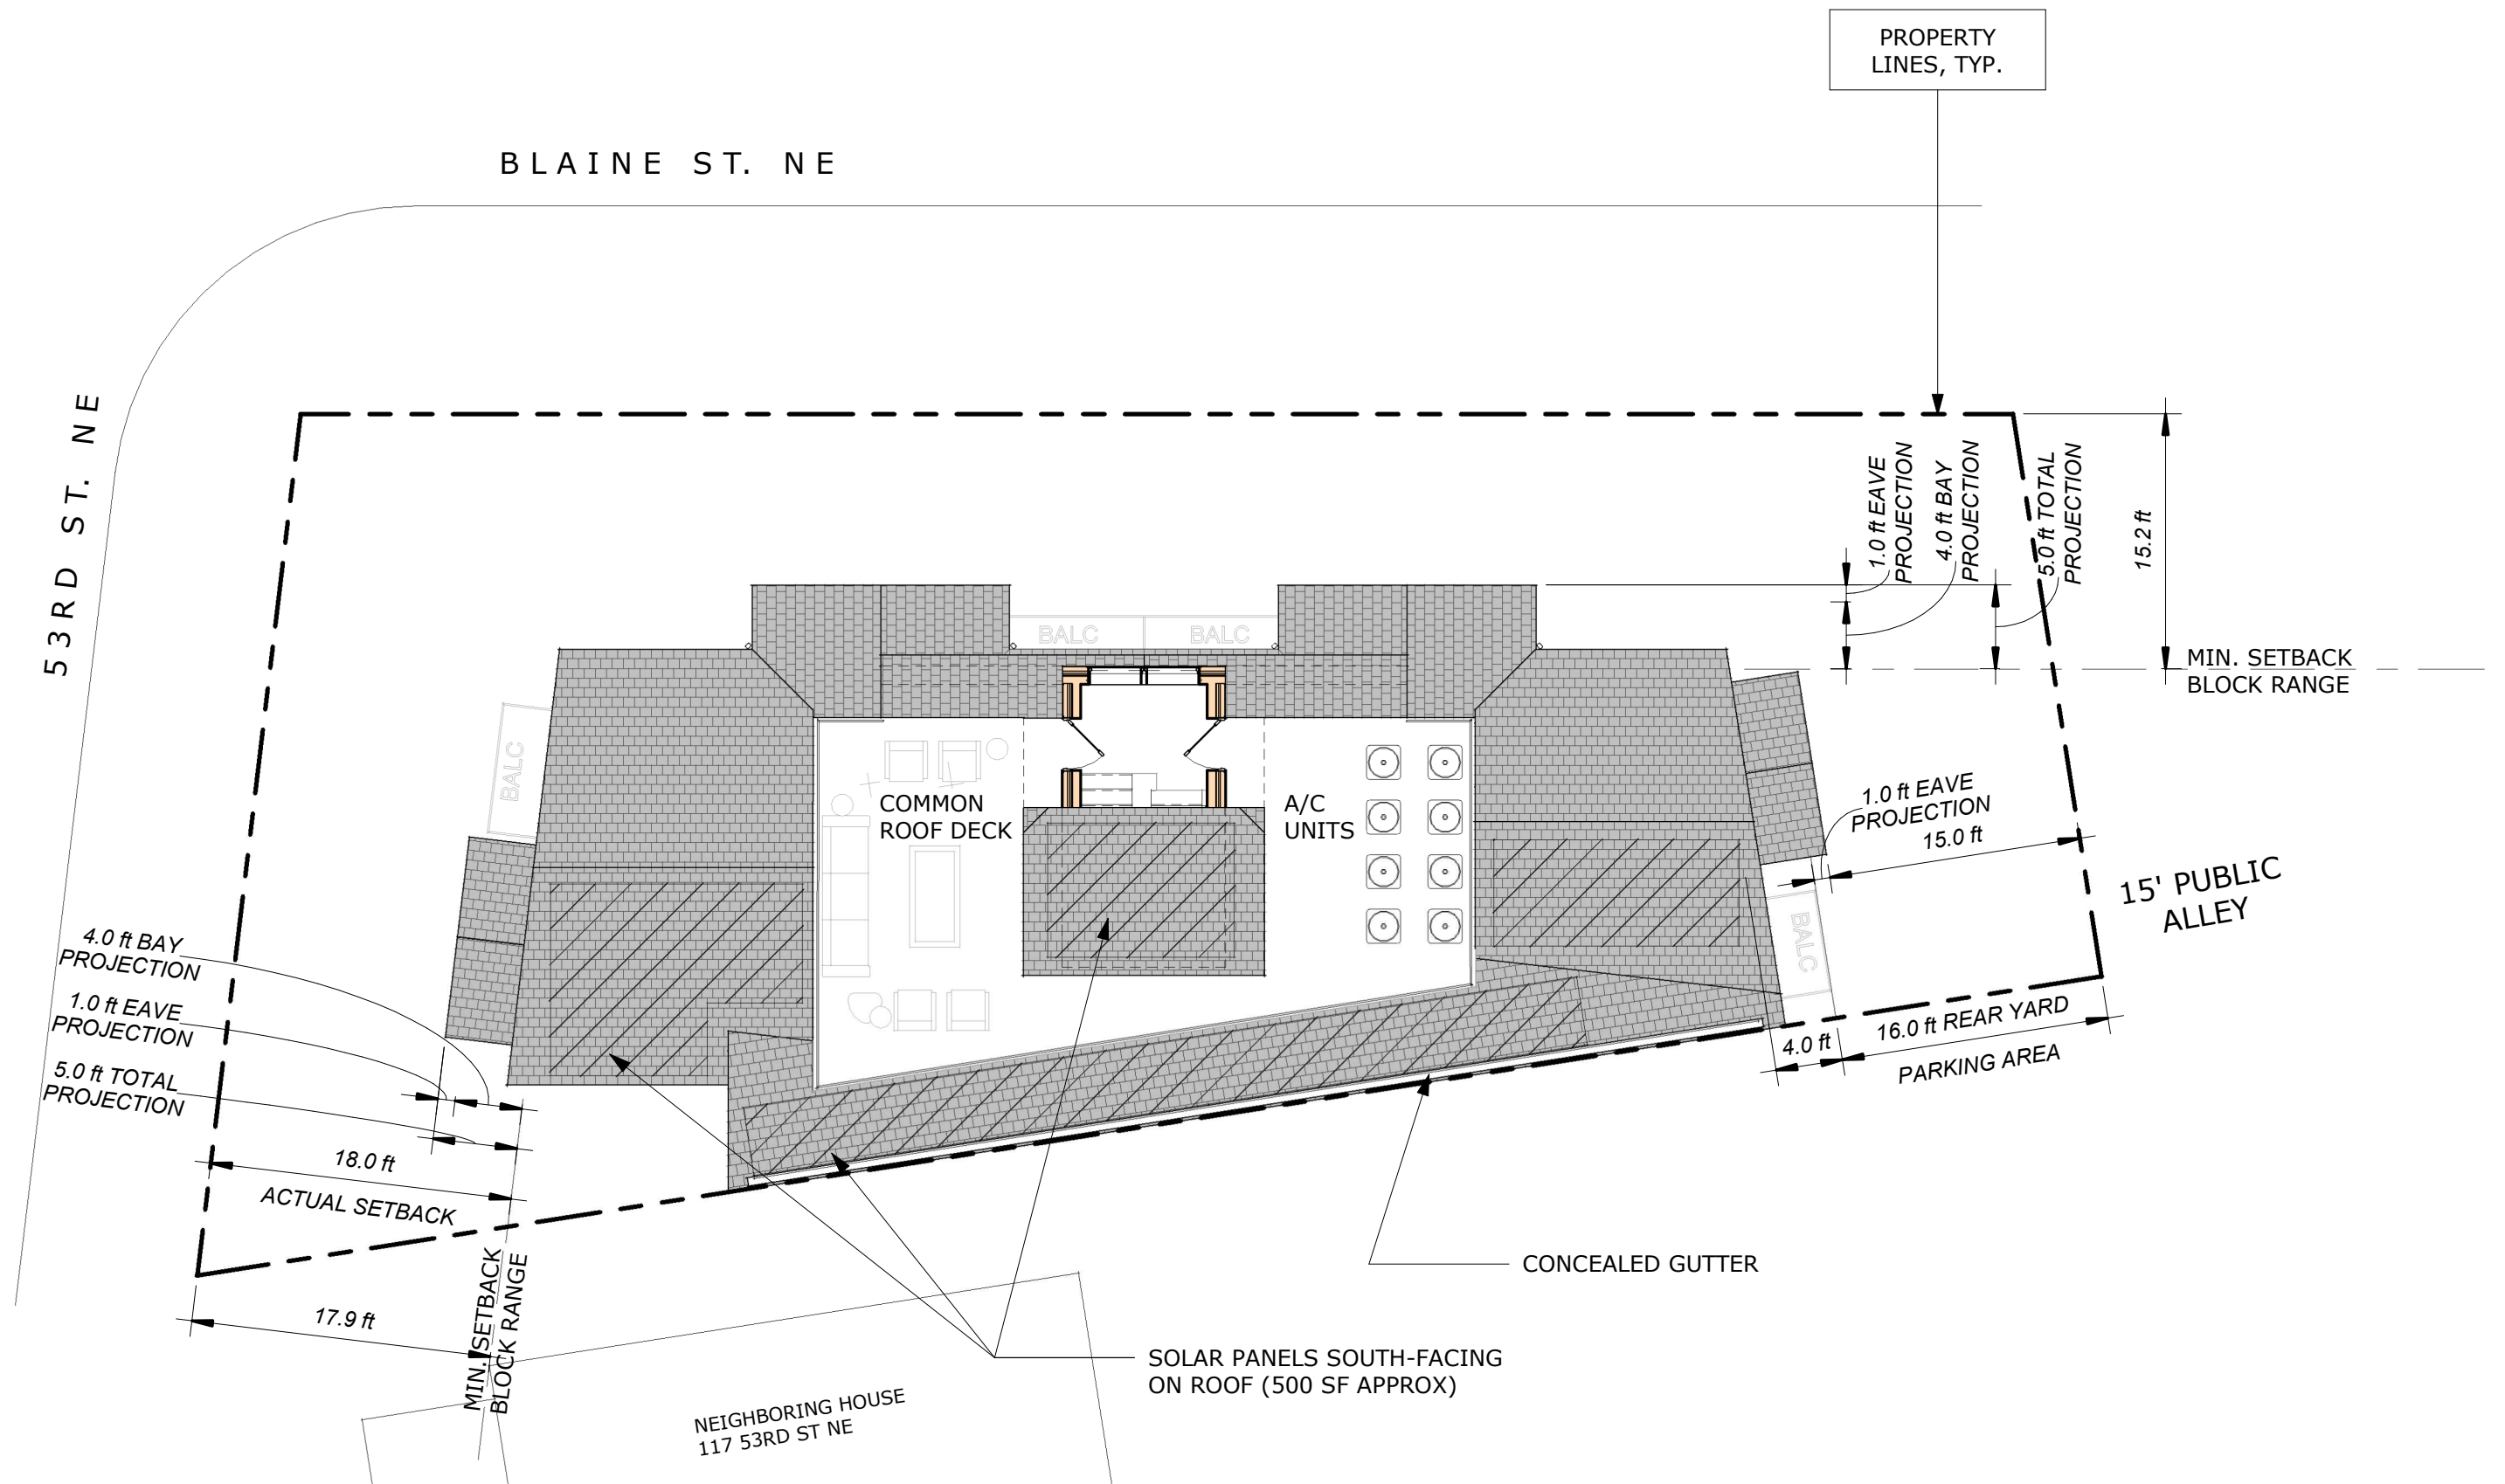 PROPERTY
LINES, TYP.
BLAINE ST. NE
53RD ST. NE
1.0 ft EAVE
PROJECTION
4.0 ft BAY
PROJECTION
5.0 ft TOTAL
PROJECTION
15.2 ft
MIN. SETBACK
BLOCK RANGE
BALC
BALC
BALC
COMMON
ROOF DECK
A/C
UNITS
1.0 ft EAVE
PROJECTION
15.0 ft
15' PUBLIC
ALLEY
BALC
4.0 ft BAY
PROJECTION
1.0 ft EAVE
PROJECTION
5.0 ft TOTAL
PROJECTION
18.0 ft
ACTUAL SETBACK
4.0 ft
16.0 ft REAR YARD
PARKING AREA
17.9 ft
MIN. SETBACK
BLOCK RANGE
CONCEALED GUTTER
SOLAR PANELS SOUTH-FACING
ON ROOF (500 SF APPROX)
NEIGHBORING HOUSE
117 53RD ST NE